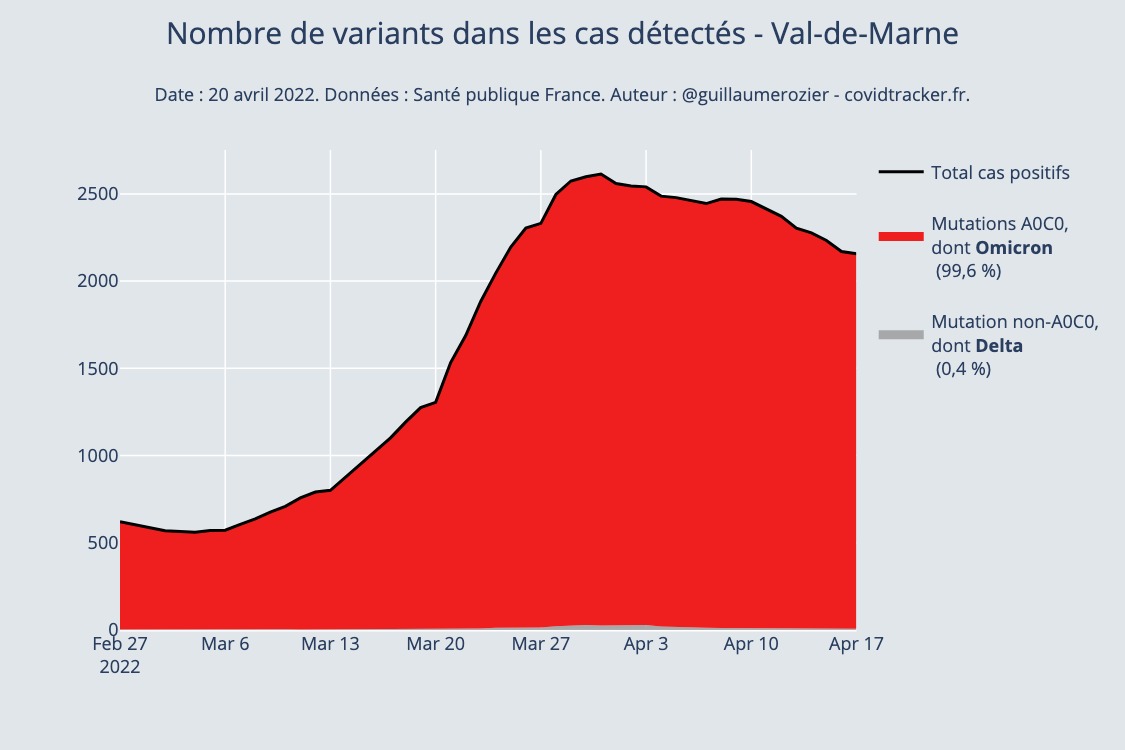 Nombre de variants dans les cas détectés - Val-de-Marne
Date : 20 avril 2022. Données : Santé publique France. Auteur : @guillaumerozier - covidtracker.fr.
Total cas positifs
Mutations A0C0,
dont Omicron
(99,6 %)
Mutation non-A0C0,
dont Delta
(0,4 %)
2500
2000
1500
1000
500
0
Feb 27
2022
Mar 6
Mar 13
Mar 20
Mar 27
Apr 3
Apr 10
Apr 17